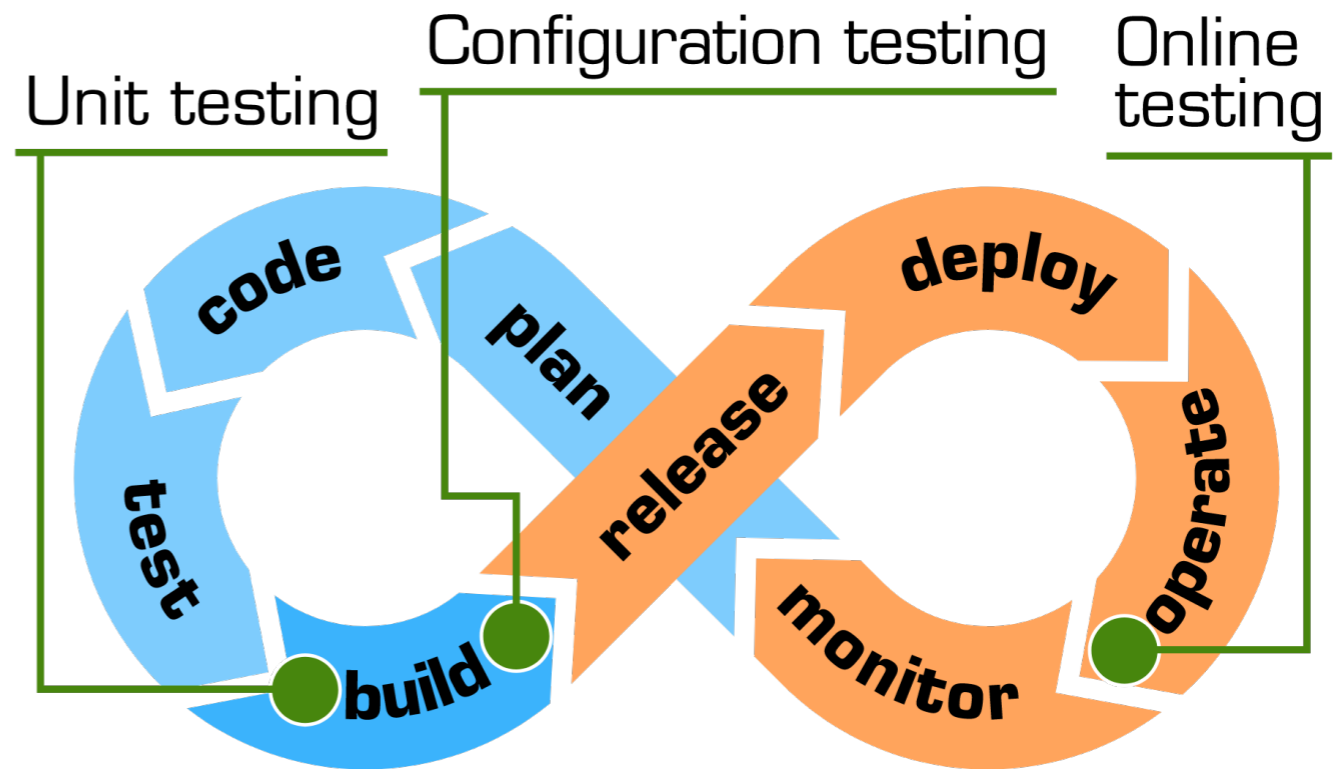 Configuration testing
Online
testing
Unit testing
code
plan
deploy
release
test
operate
build
monitor